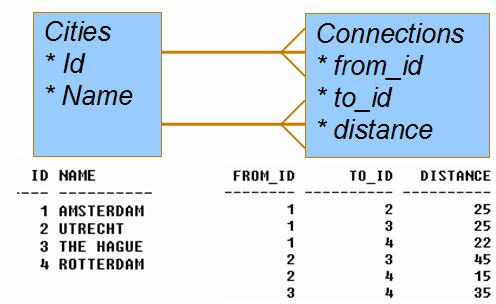 Cities
* Id
* Name
Connections
* from_id
* to_id
* distance
ID NAME
---- ------------
1 AMSTERDAM
2 UTRECHT
3 THE HAGUE
4 ROTTERDAM
FROM_ID TO_ID DISTANCE
---------- ---------- ----------
1 2 25
1 3 25
1 4 22
2 3 45
2 4 15
3 4 35